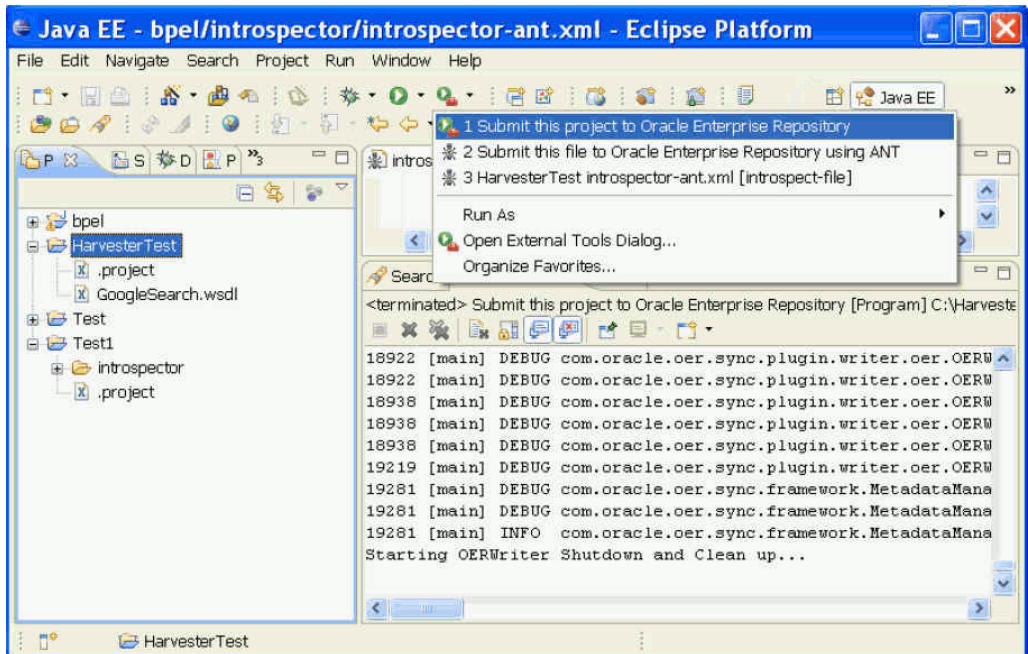 Java EE - bpel/introspector/introspector-ant.xml - Eclipse Platform
File Edit Navigate Search Project Run Window Help
Java EE
1 Submit this project to Oracle Enterprise Repository
2 Submit this file to Oracle Enterprise Repository using ANT
3 HarvesterTest introspector-ant.xml [introspect-file]
Run As
Open External Tools Dialog...
Organize Favorites...
P S D P »3
intros
bpel
HarvesterTest
.project
GoogleSearch.wsdl
Test
Test1
introspector
.project
Searc
<terminated> Submit this project to Oracle Enterprise Repository [Program] C:\Harveste
18922 [main] DEBUG com.oracle.oer.sync.plugin.writer.oer.OERW
18922 [main] DEBUG com.oracle.oer.sync.plugin.writer.oer.OERW
18938 [main] DEBUG com.oracle.oer.sync.plugin.writer.oer.OERW
18938 [main] DEBUG com.oracle.oer.sync.plugin.writer.oer.OERW
18938 [main] DEBUG com.oracle.oer.sync.plugin.writer.oer.OERW
19219 [main] DEBUG com.oracle.oer.sync.plugin.writer.oer.OERW
19281 [main] DEBUG com.oracle.oer.sync.framework.MetadataMana
19281 [main] DEBUG com.oracle.oer.sync.framework.MetadataMana
19281 [main] INFO com.oracle.oer.sync.framework.MetadataMana
Starting OERWriter Shutdown and Clean up...
HarvesterTest